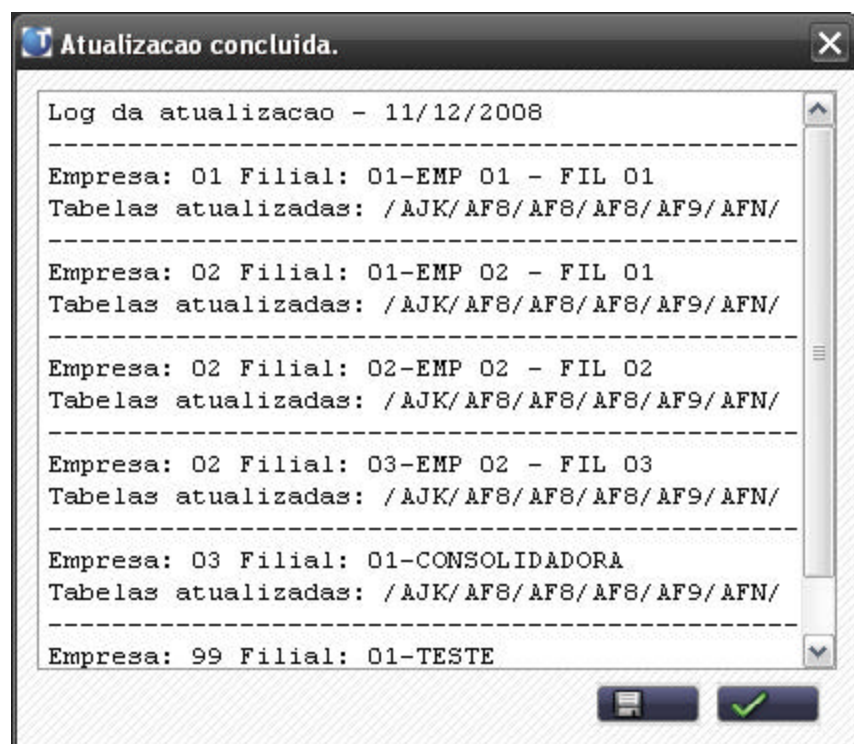 Atualizacao concluida.
Log da atualizacao - 11/12/2008
-----------------------------------------------
Empresa: 01 Filial: 01-EMP 01 - FIL 01
Tabelas atualizadas: /AJK/AF8/AF8/AF8/AF9/AFN/
-----------------------------------------------
Empresa: 02 Filial: 01-EMP 02 - FIL 01
Tabelas atualizadas: /AJK/AF8/AF8/AF8/AF9/AFN/
-----------------------------------------------
Empresa: 02 Filial: 02-EMP 02 - FIL 02
Tabelas atualizadas: /AJK/AF8/AF8/AF8/AF9/AFN/
-----------------------------------------------
Empresa: 02 Filial: 03-EMP 02 - FIL 03
Tabelas atualizadas: /AJK/AF8/AF8/AF8/AF9/AFN/
-----------------------------------------------
Empresa: 03 Filial: 01-CONSOLIDADORA
Tabelas atualizadas: /AJK/AF8/AF8/AF8/AF9/AFN/
-----------------------------------------------
Empresa: 99 Filial: 01-TESTE